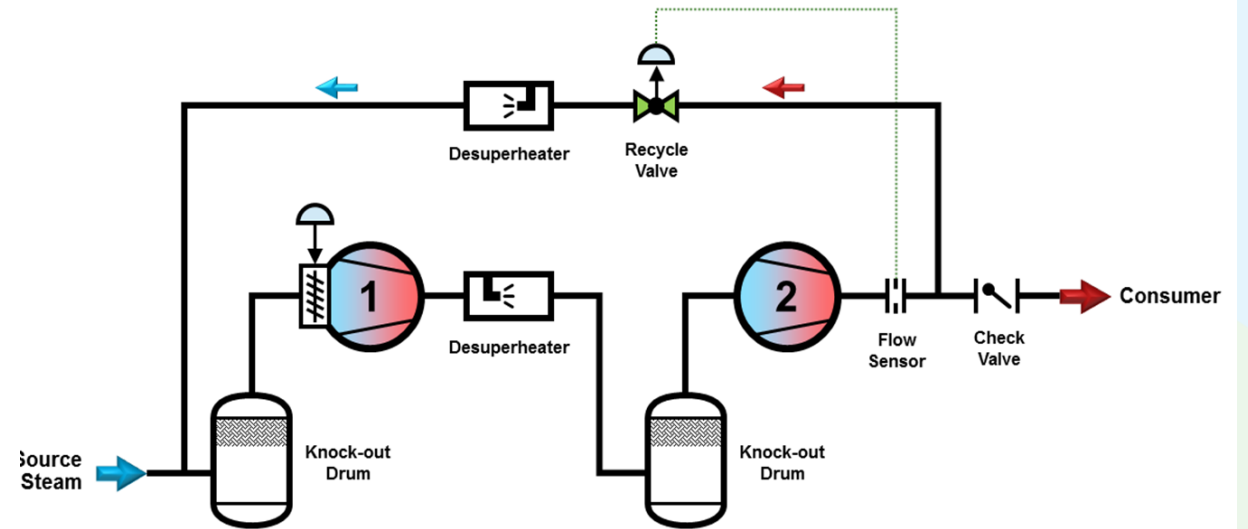 Desuperheater
Recycle
Valve
1
Desuperheater
2
Flow
Sensor
Check
Valve
Consumer
Source
Steam
Knock-out
Drum
Knock-out
Drum